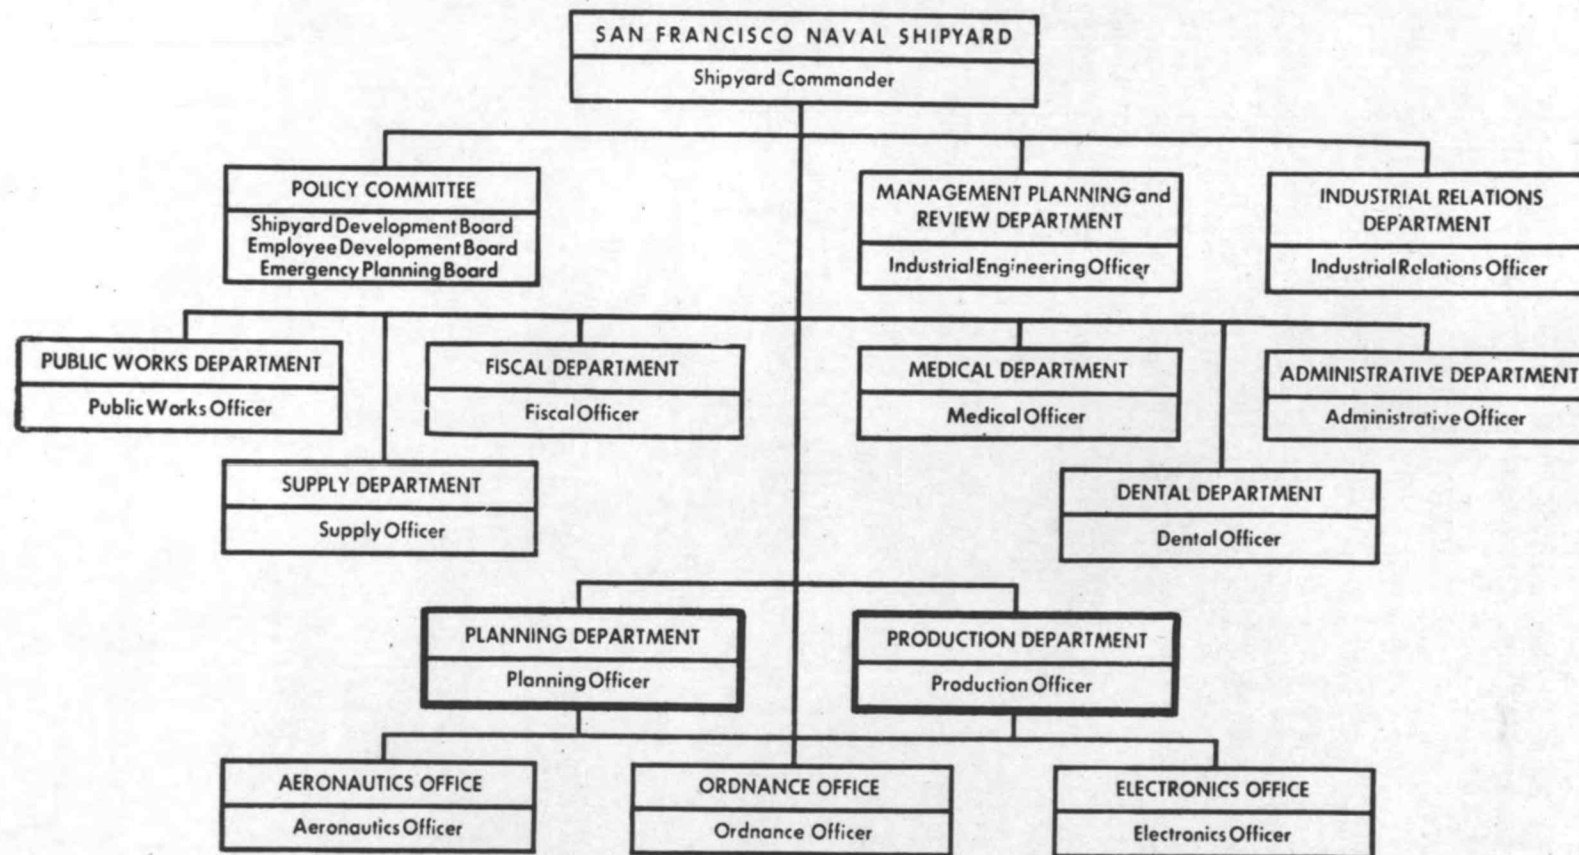 SAN FRANCISCO NAVAL SHIPYARD
Shipyard Commander
POLICY COMMITTEE
Shipyard Development Board
Employee Development Board
Emergency Planning Board
MANAGEMENT PLANNING and
REVIEW DEPARTMENT
Industrial Engineering Officer
INDUSTRIAL RELATIONS
DEPARTMENT
Industrial Relations Officer
PUBLIC WORKS DEPARTMENT
Public Works Officer
FISCAL DEPARTMENT
Fiscal Officer
MEDICAL DEPARTMENT
Medical Officer
ADMINISTRATIVE DEPARTMENT
Administrative Officer
SUPPLY DEPARTMENT
Supply Officer
DENTAL DEPARTMENT
Dental Officer
PLANNING DEPARTMENT
Planning Officer
PRODUCTION DEPARTMENT
Production Officer
AERONAUTICS OFFICE
Aeronautics Officer
ORDNANCE OFFICE
Ordnance Officer
ELECTRONICS OFFICE
Electronics Officer